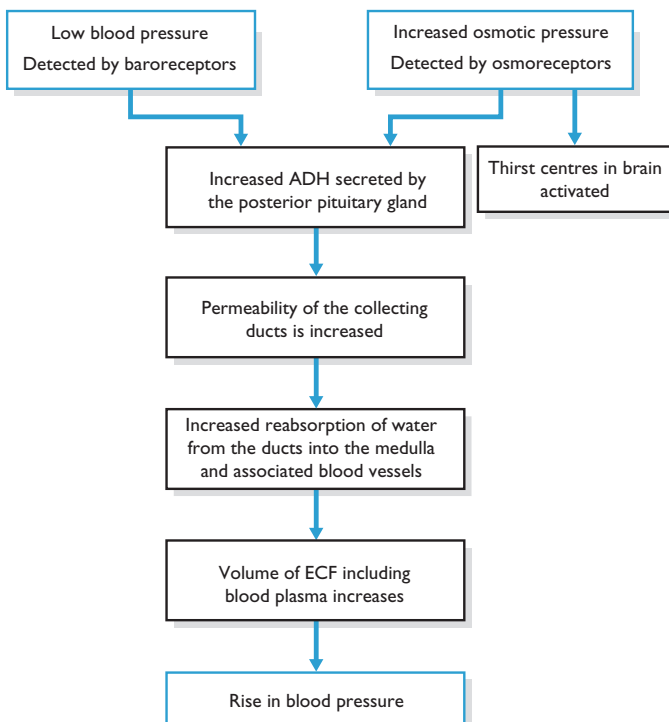 Low blood pressure
Detected by baroreceptors
Increased osmotic pressure
Detected by osmoreceptors
Increased ADH secreted by
the posterior pituitary gland
Thirst centres in brain
activated
Permeability of the collecting
ducts is increased
Increased reabsorption of water
from the ducts into the medulla
and associated blood vessels
Volume of ECF including
blood plasma increases
Rise in blood pressure